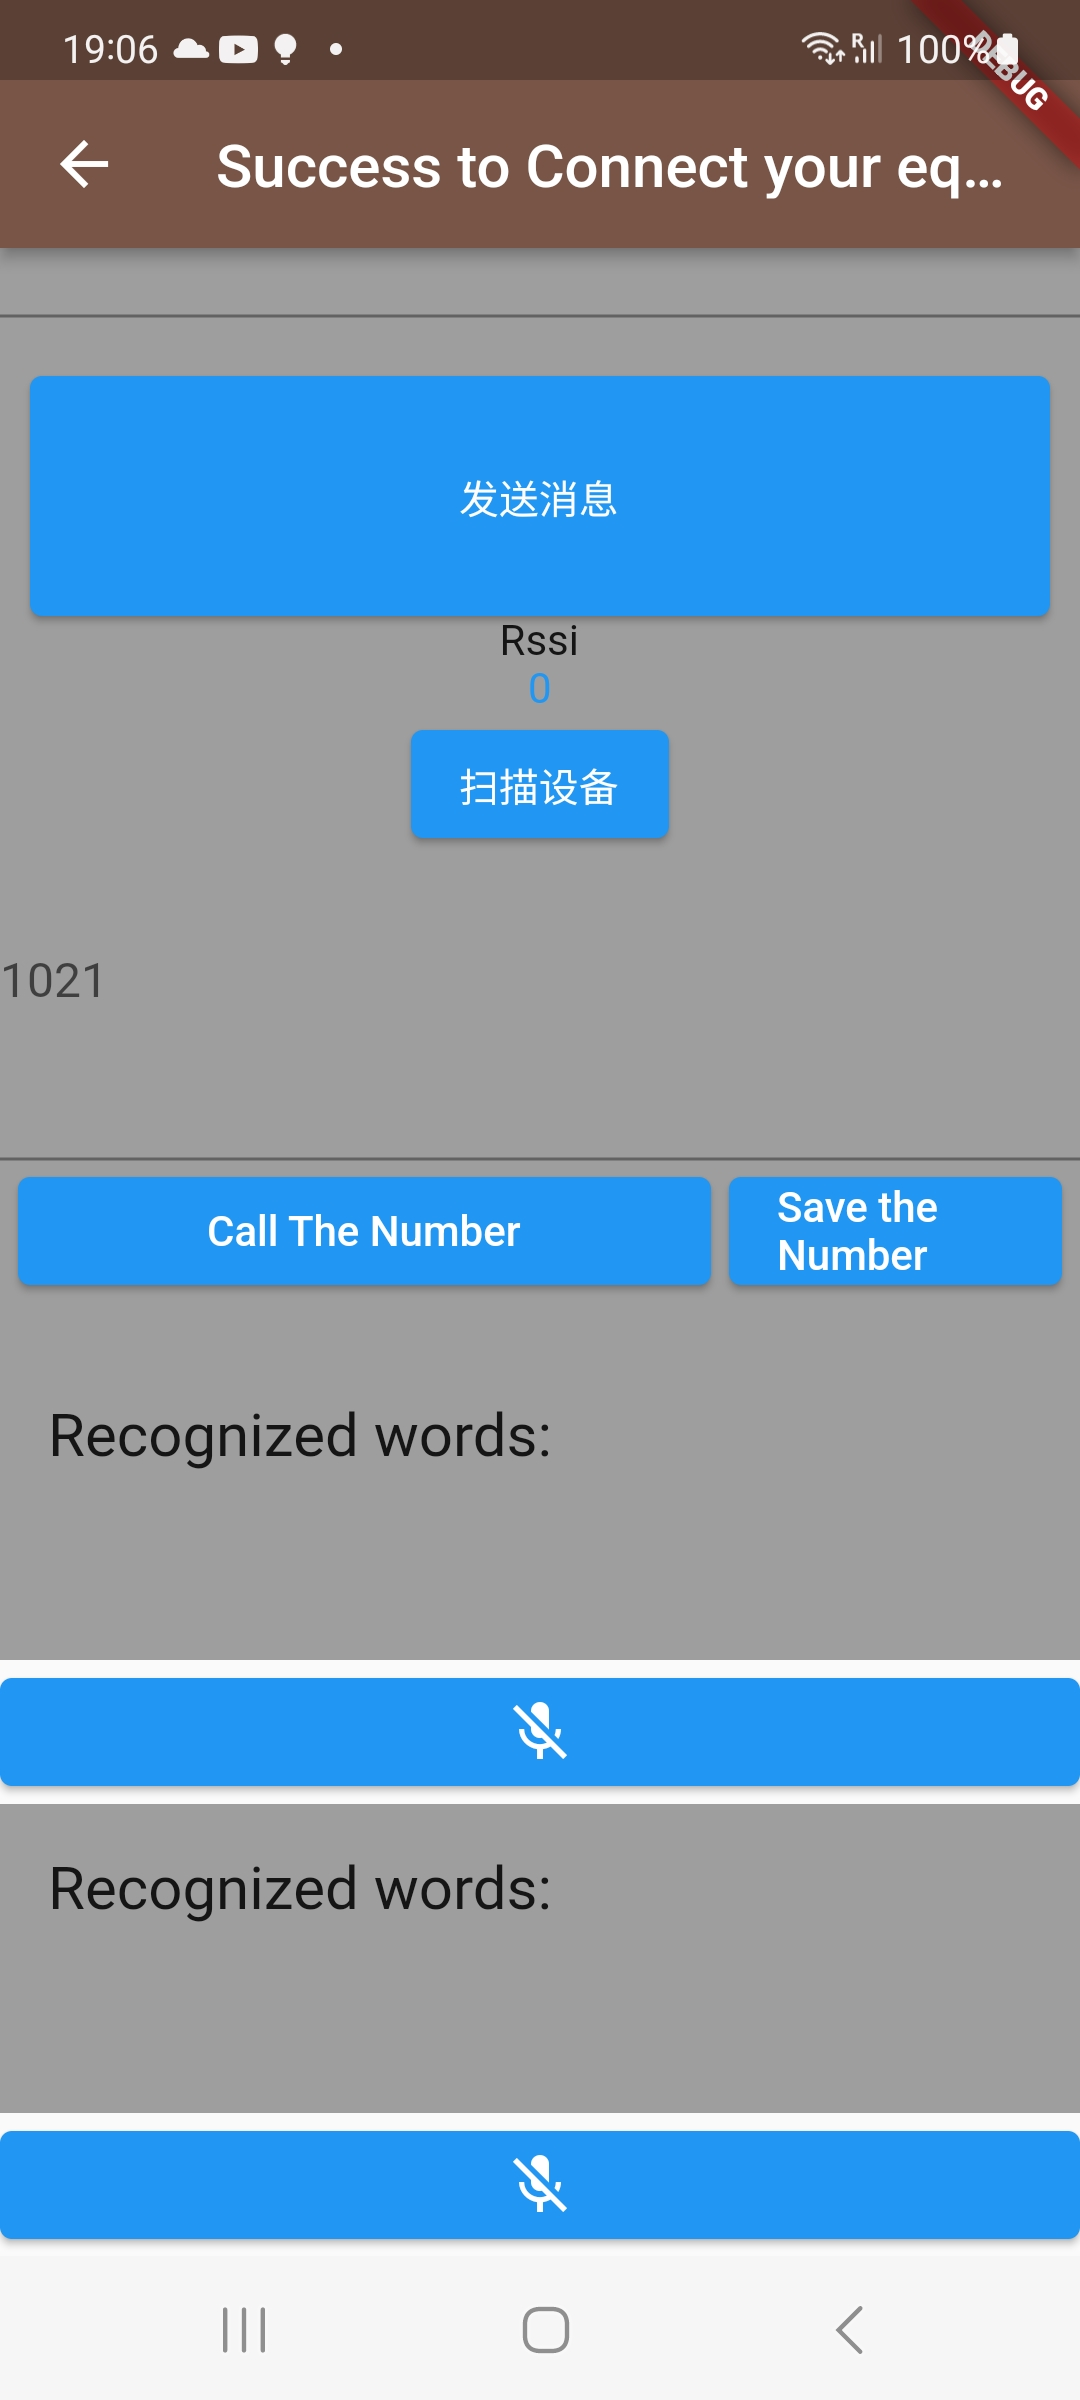 19:06
R 100%
DEBUG
Success to Connect your eq...
发送消息
Rssi
0
扫描设备
1021
Call The Number
Save the
Number
Recognized words:
Recognized words: